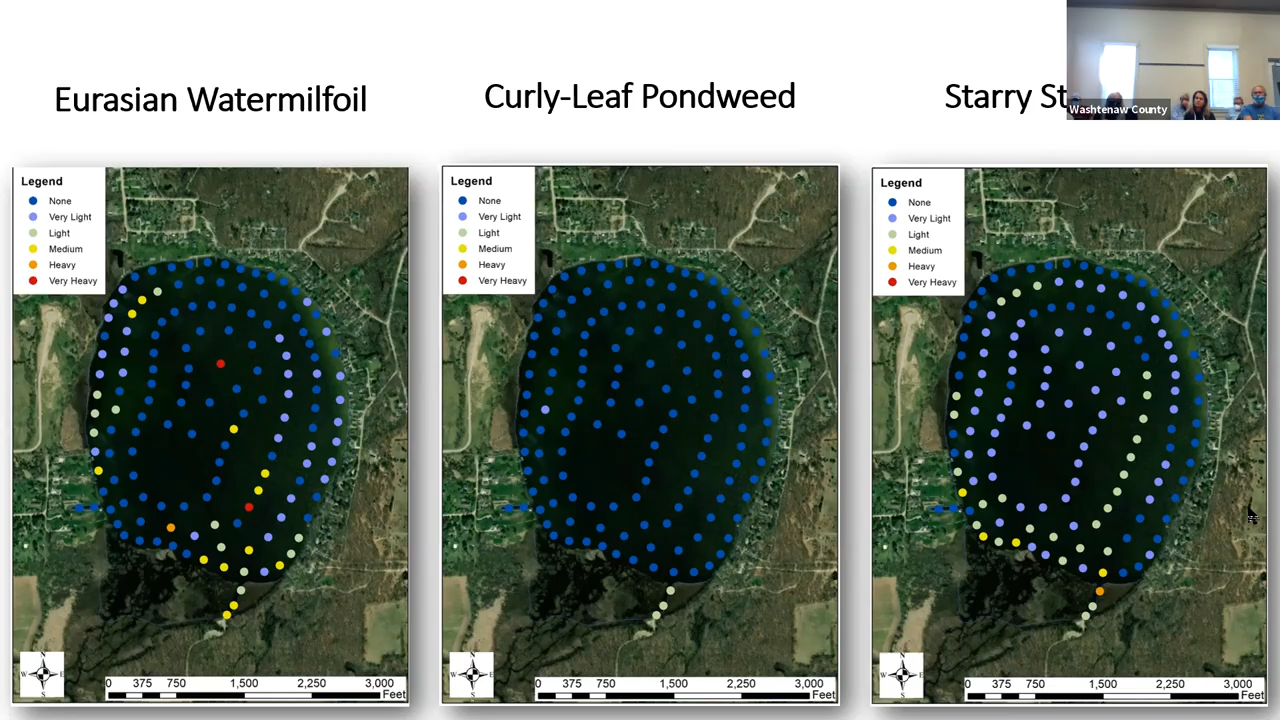 Eurasian Watermilfoil
Curly-Leaf Pondweed
Starry St
Washtenaw County
Legend
None
Very Light
Light
Medium
Heavy
Very Heavy
N
W E
S
0 375 750 1,500 2,250 3,000
Feet
Legend
None
Very Light
Light
Medium
Heavy
Very Heavy
N
W E
S
0 375 750 1,500 2,250 3,000
Feet
Legend
None
Very Light
Light
Medium
Heavy
Very Heavy
N
W E
S
0 375 750 1,500 2,250 3,000
Feet